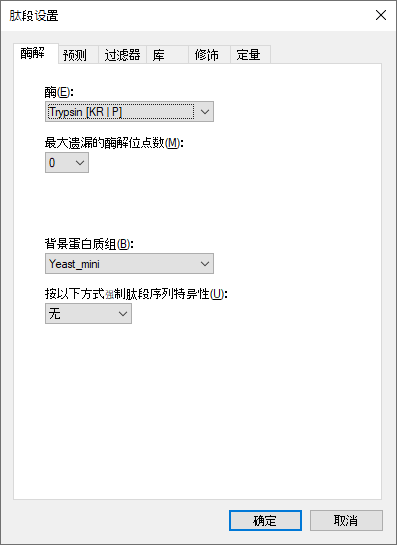 肽段设置
酶解 预测 过滤器 库 修饰 定量
酶(E):
Trypsin [KR | P]
最大遗漏的酶解位点数(M):
0
背景蛋白质组(B):
Yeast_mini
按以下方式强制肽段序列特异性(U):
无
确定 取消